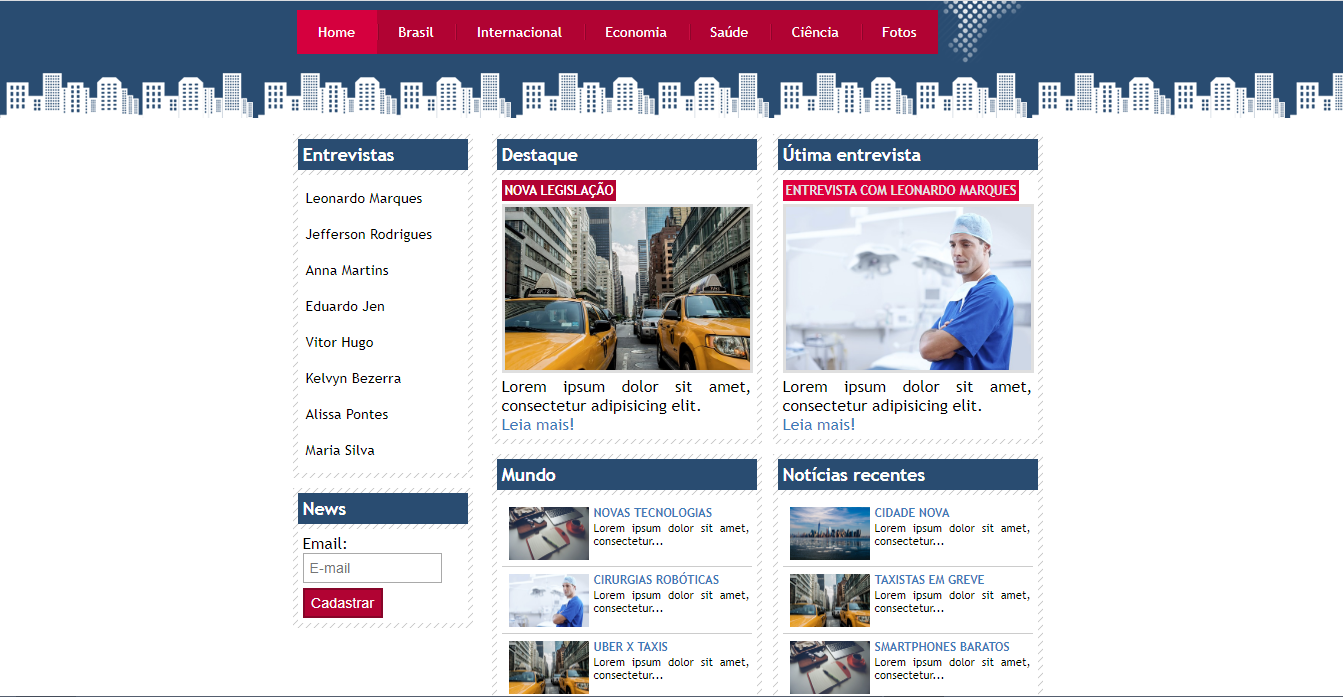 Home Brasil Internacional Economia Saúde Ciência Fotos
Entrevistas
Leonardo Marques
Jefferson Rodrigues
Anna Martins
Eduardo Jen
Vitor Hugo
Kelvyn Bezerra
Alissa Pontes
Maria Silva
News
Email:
E-mail
Cadastrar
Destaque
NOVA LEGISLAÇÃO
Lorem ipsum dolor sit amet,
consectetur adipisicing elit.
Leia mais!
Útima entrevista
ENTREVISTA COM LEONARDO MARQUES
Lorem ipsum dolor sit amet,
consectetur adipisicing elit.
Leia mais!
Mundo
NOVAS TECNOLOGIAS
Lorem ipsum dolor sit amet,
consectetur...
CIRURGIAS ROBÓTICAS
Lorem ipsum dolor sit amet,
consectetur...
UBER X TAXIS
Lorem ipsum dolor sit amet,
consectetur...
Notícias recentes
CIDADE NOVA
Lorem ipsum dolor sit amet,
consectetur...
TAXISTAS EM GREVE
Lorem ipsum dolor sit amet,
consectetur...
SMARTPHONES BARATOS
Lorem ipsum dolor sit amet,
consectetur...